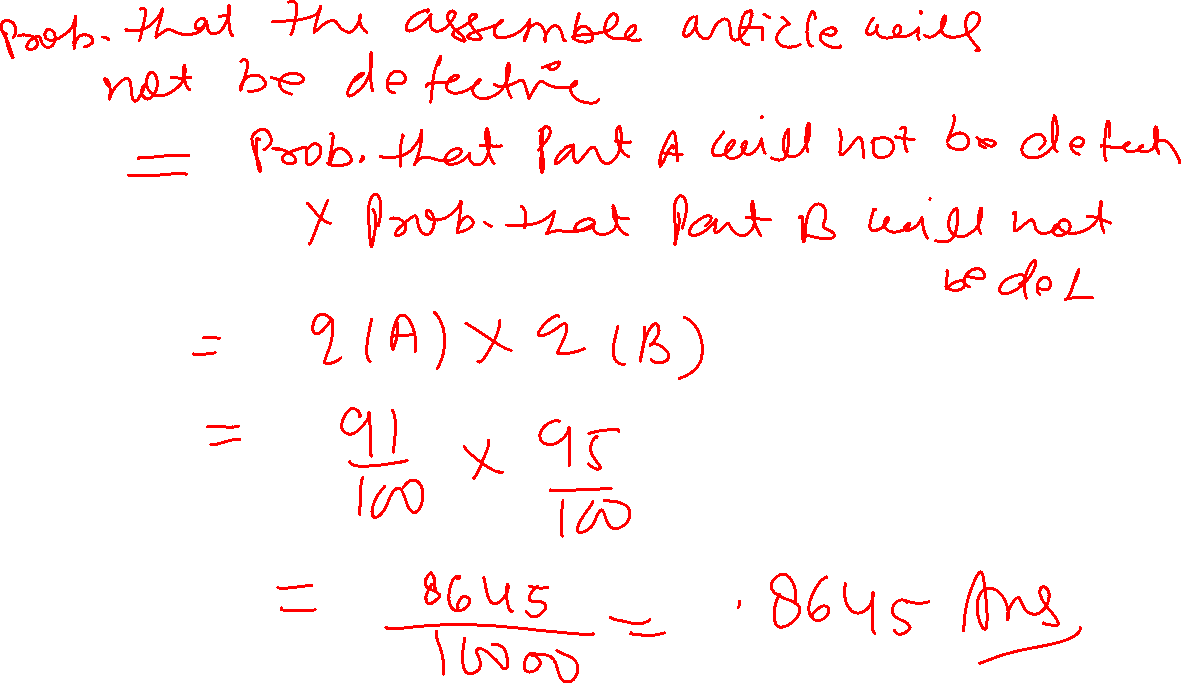 Prob. that the assemble article will
not be defective
= Prob. that Part A will not be defect
× Prob. that Part B will not
be def
= q(A) × q(B)
= 91/100 × 95/100
= 8645/10000 = .8645 Ans